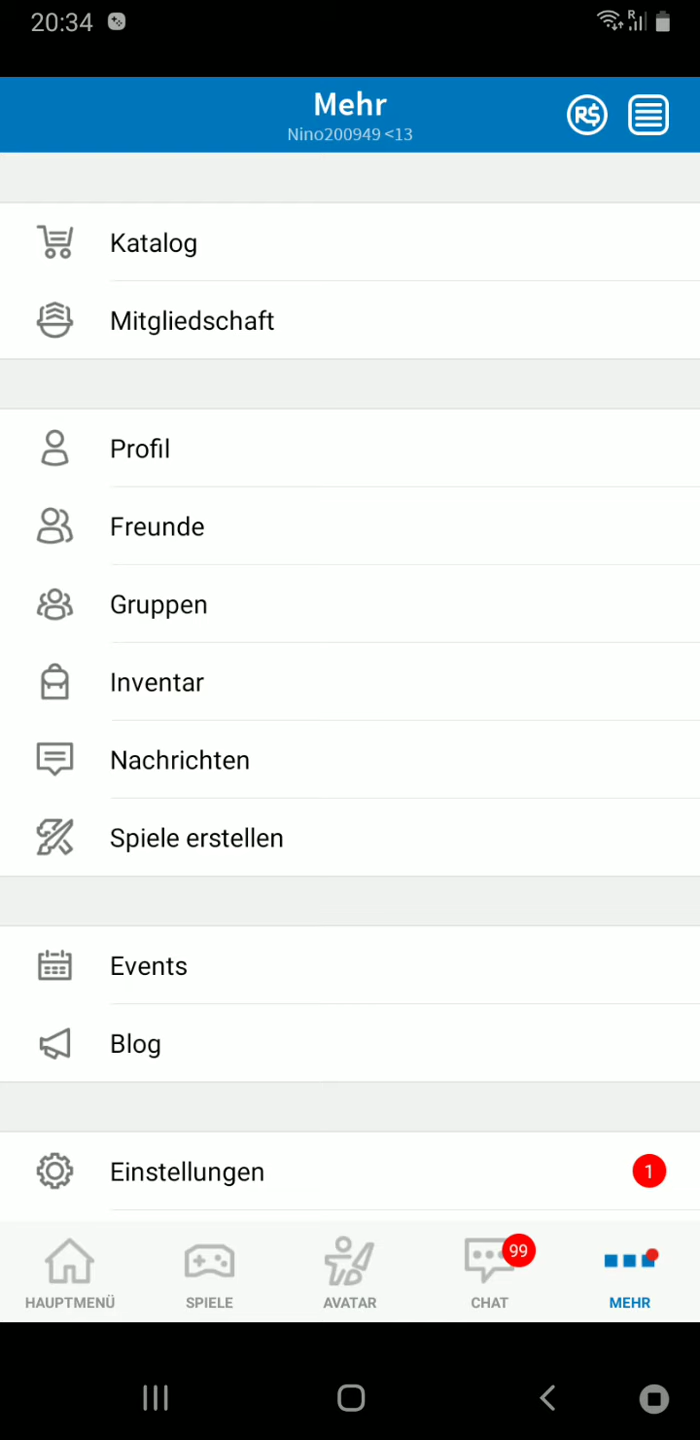 20:34
R
Mehr
Nino200949 <13
R$
Katalog
Mitgliedschaft
Profil
Freunde
Gruppen
Inventar
Nachrichten
Spiele erstellen
Events
Blog
Einstellungen
1
99
HAUPTMENÜ
SPIELE
AVATAR
CHAT
MEHR